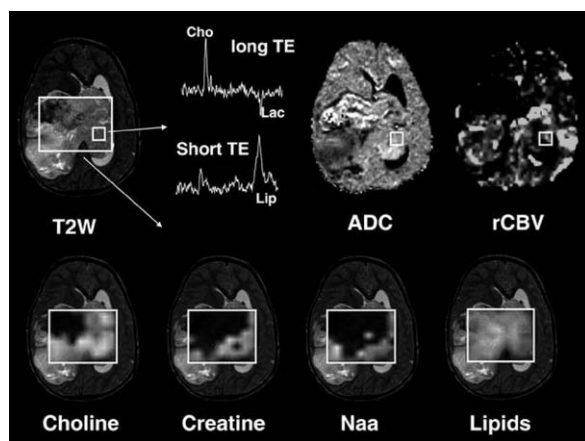 Cho
long TE
Lac
Short TE
Lip
T2W
ADC
rCBV
Choline
Creatine
Naa
Lipids